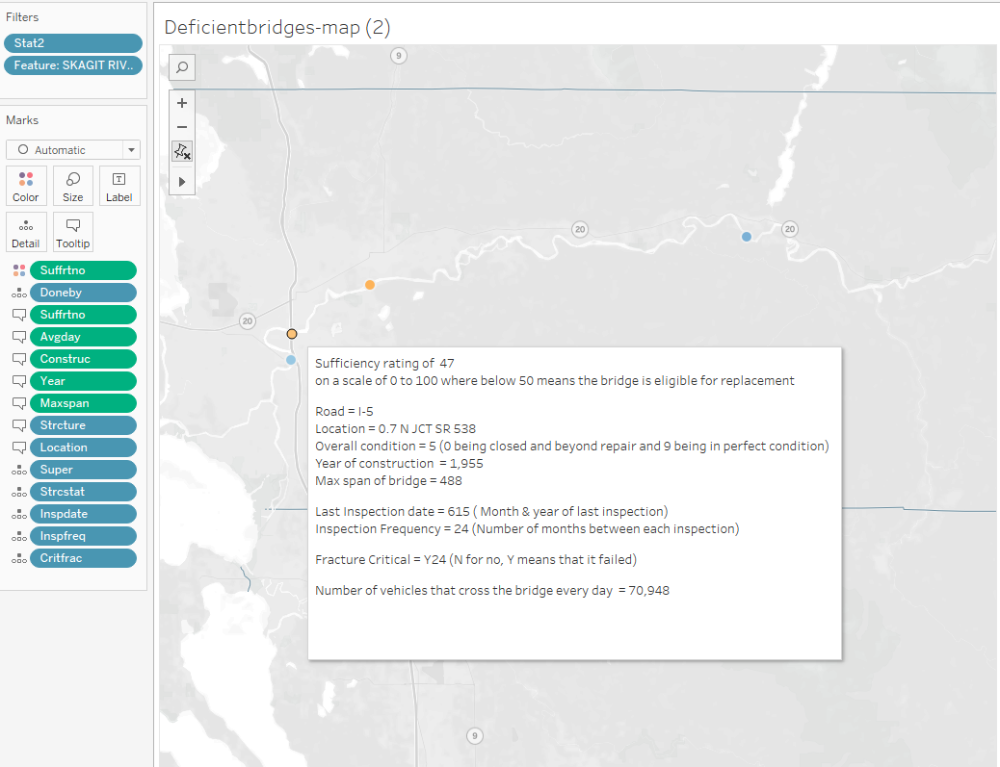 Filters
Stat2
Feature: SKAGIT RIV..
Marks
Automatic
Color
Size
Label
Detail
Tooltip
Suffrtno
Doneby
Suffrtno
Avgday
Construc
Year
Maxspan
Strcture
Location
Super
Strcstat
Inspdate
Inspfreq
Critfrac
Deficientbridges-map (2)
9
20
20
20
Sufficiency rating of 47
on a scale of 0 to 100 where below 50 means the bridge is eligible for replacement
Road = I-5
Location = 0.7 N JCT SR 538
Overall condition = 5 (0 being closed and beyond repair and 9 being in perfect condition)
Year of construction = 1,955
Max span of bridge = 488
Last Inspection date = 615 ( Month & year of last inspection)
Inspection Frequency = 24 (Number of months between each inspection)
Fracture Critical = Y24 (N for no, Y means that it failed)
Number of vehicles that cross the bridge every day = 70,948
9